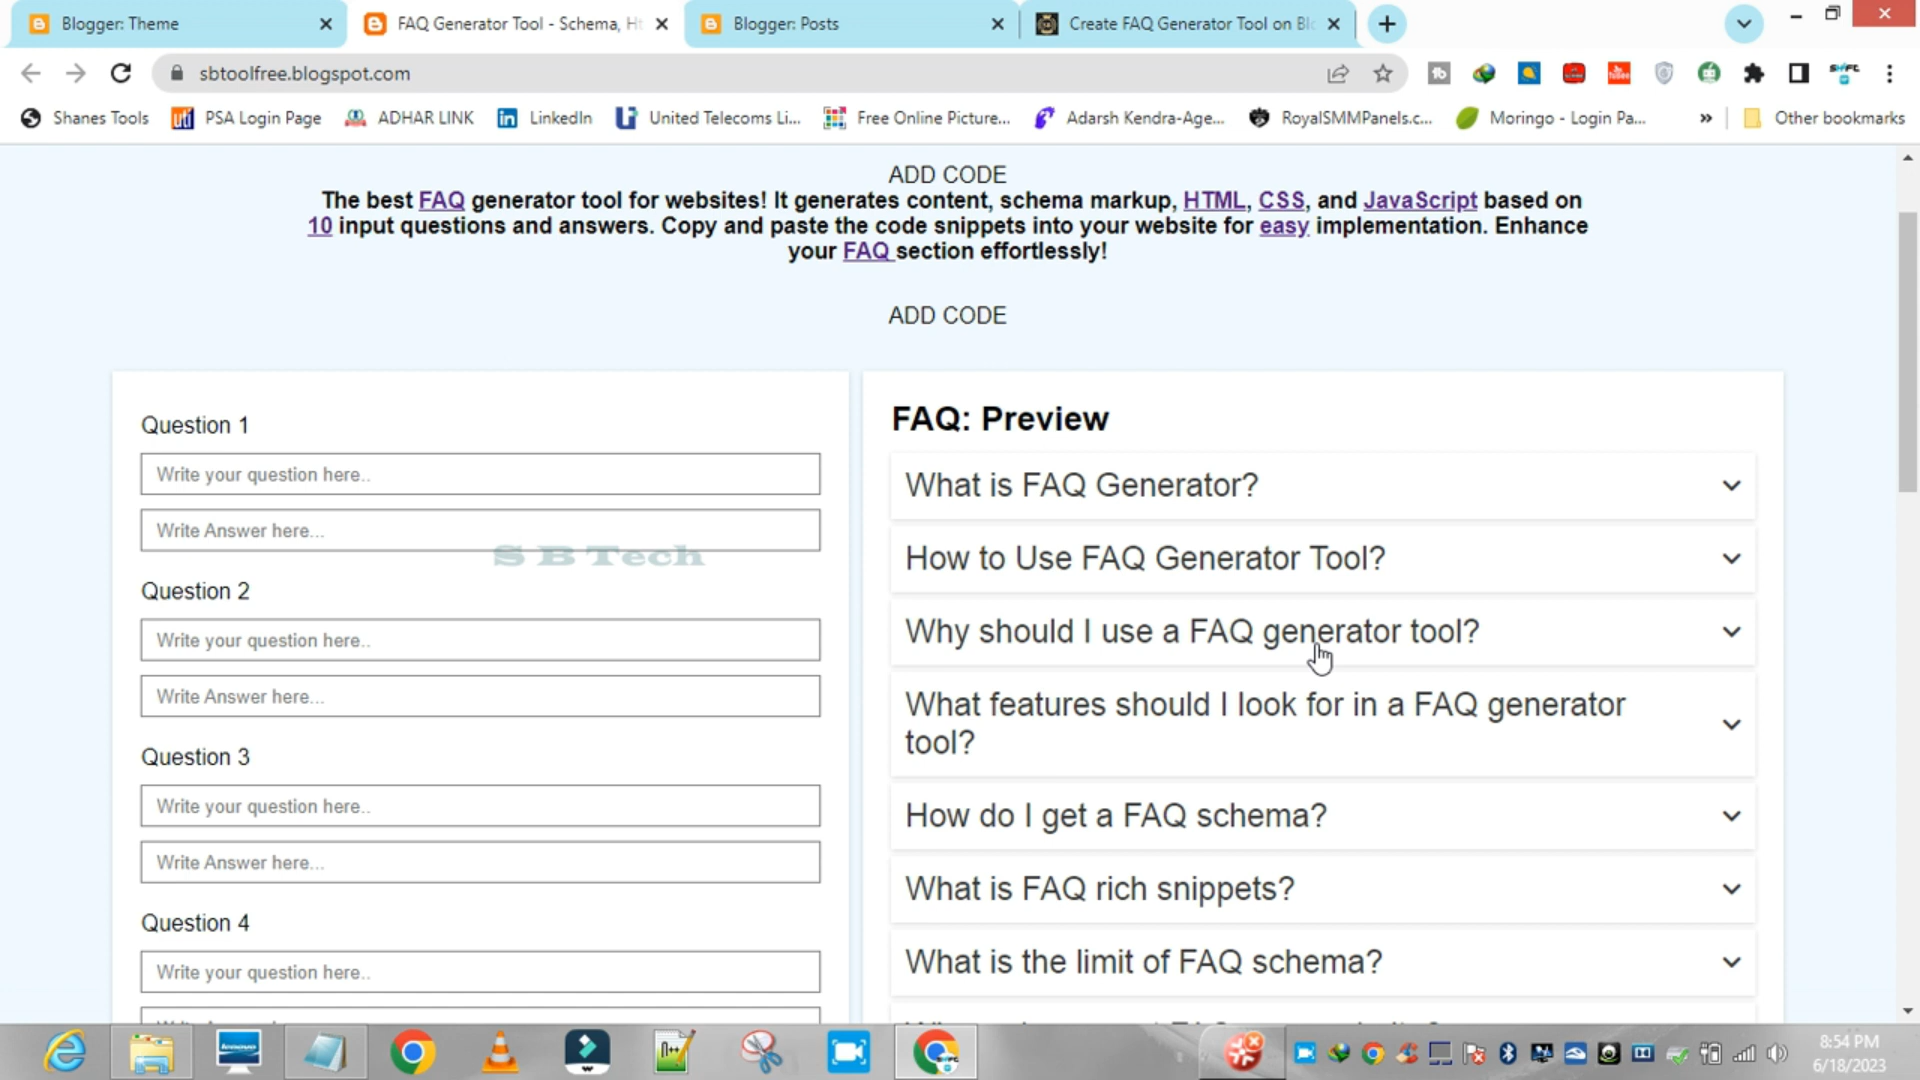 Blogger: Theme
FAQ Generator Tool - Schema, Ht
Blogger: Posts
Create FAQ Generator Tool on Blo
sbtoolfree.blogspot.com
Shanes Tools
PSA Login Page
ADHAR LINK
LinkedIn
United Telecoms Li...
Free Online Picture...
Adarsh Kendra-Age...
RoyalSMMPanels.c...
Moringo - Login Pa...
»
Other bookmarks
ADD CODE
The best FAQ generator tool for websites! It generates content, schema markup, HTML, CSS, and JavaScript based on
10 input questions and answers. Copy and paste the code snippets into your website for easy implementation. Enhance
your FAQ section effortlessly!
ADD CODE
Question 1
Write your question here..
Write Answer here...
S B Tech
Question 2
Write your question here..
Write Answer here...
Question 3
Write your question here..
Write Answer here...
Question 4
Write your question here..
FAQ: Preview
What is FAQ Generator?
How to Use FAQ Generator Tool?
Why should I use a FAQ generator tool?
What features should I look for in a FAQ generator
tool?
How do I get a FAQ schema?
What is FAQ rich snippets?
What is the limit of FAQ schema?
8:54 PM
6/18/2023